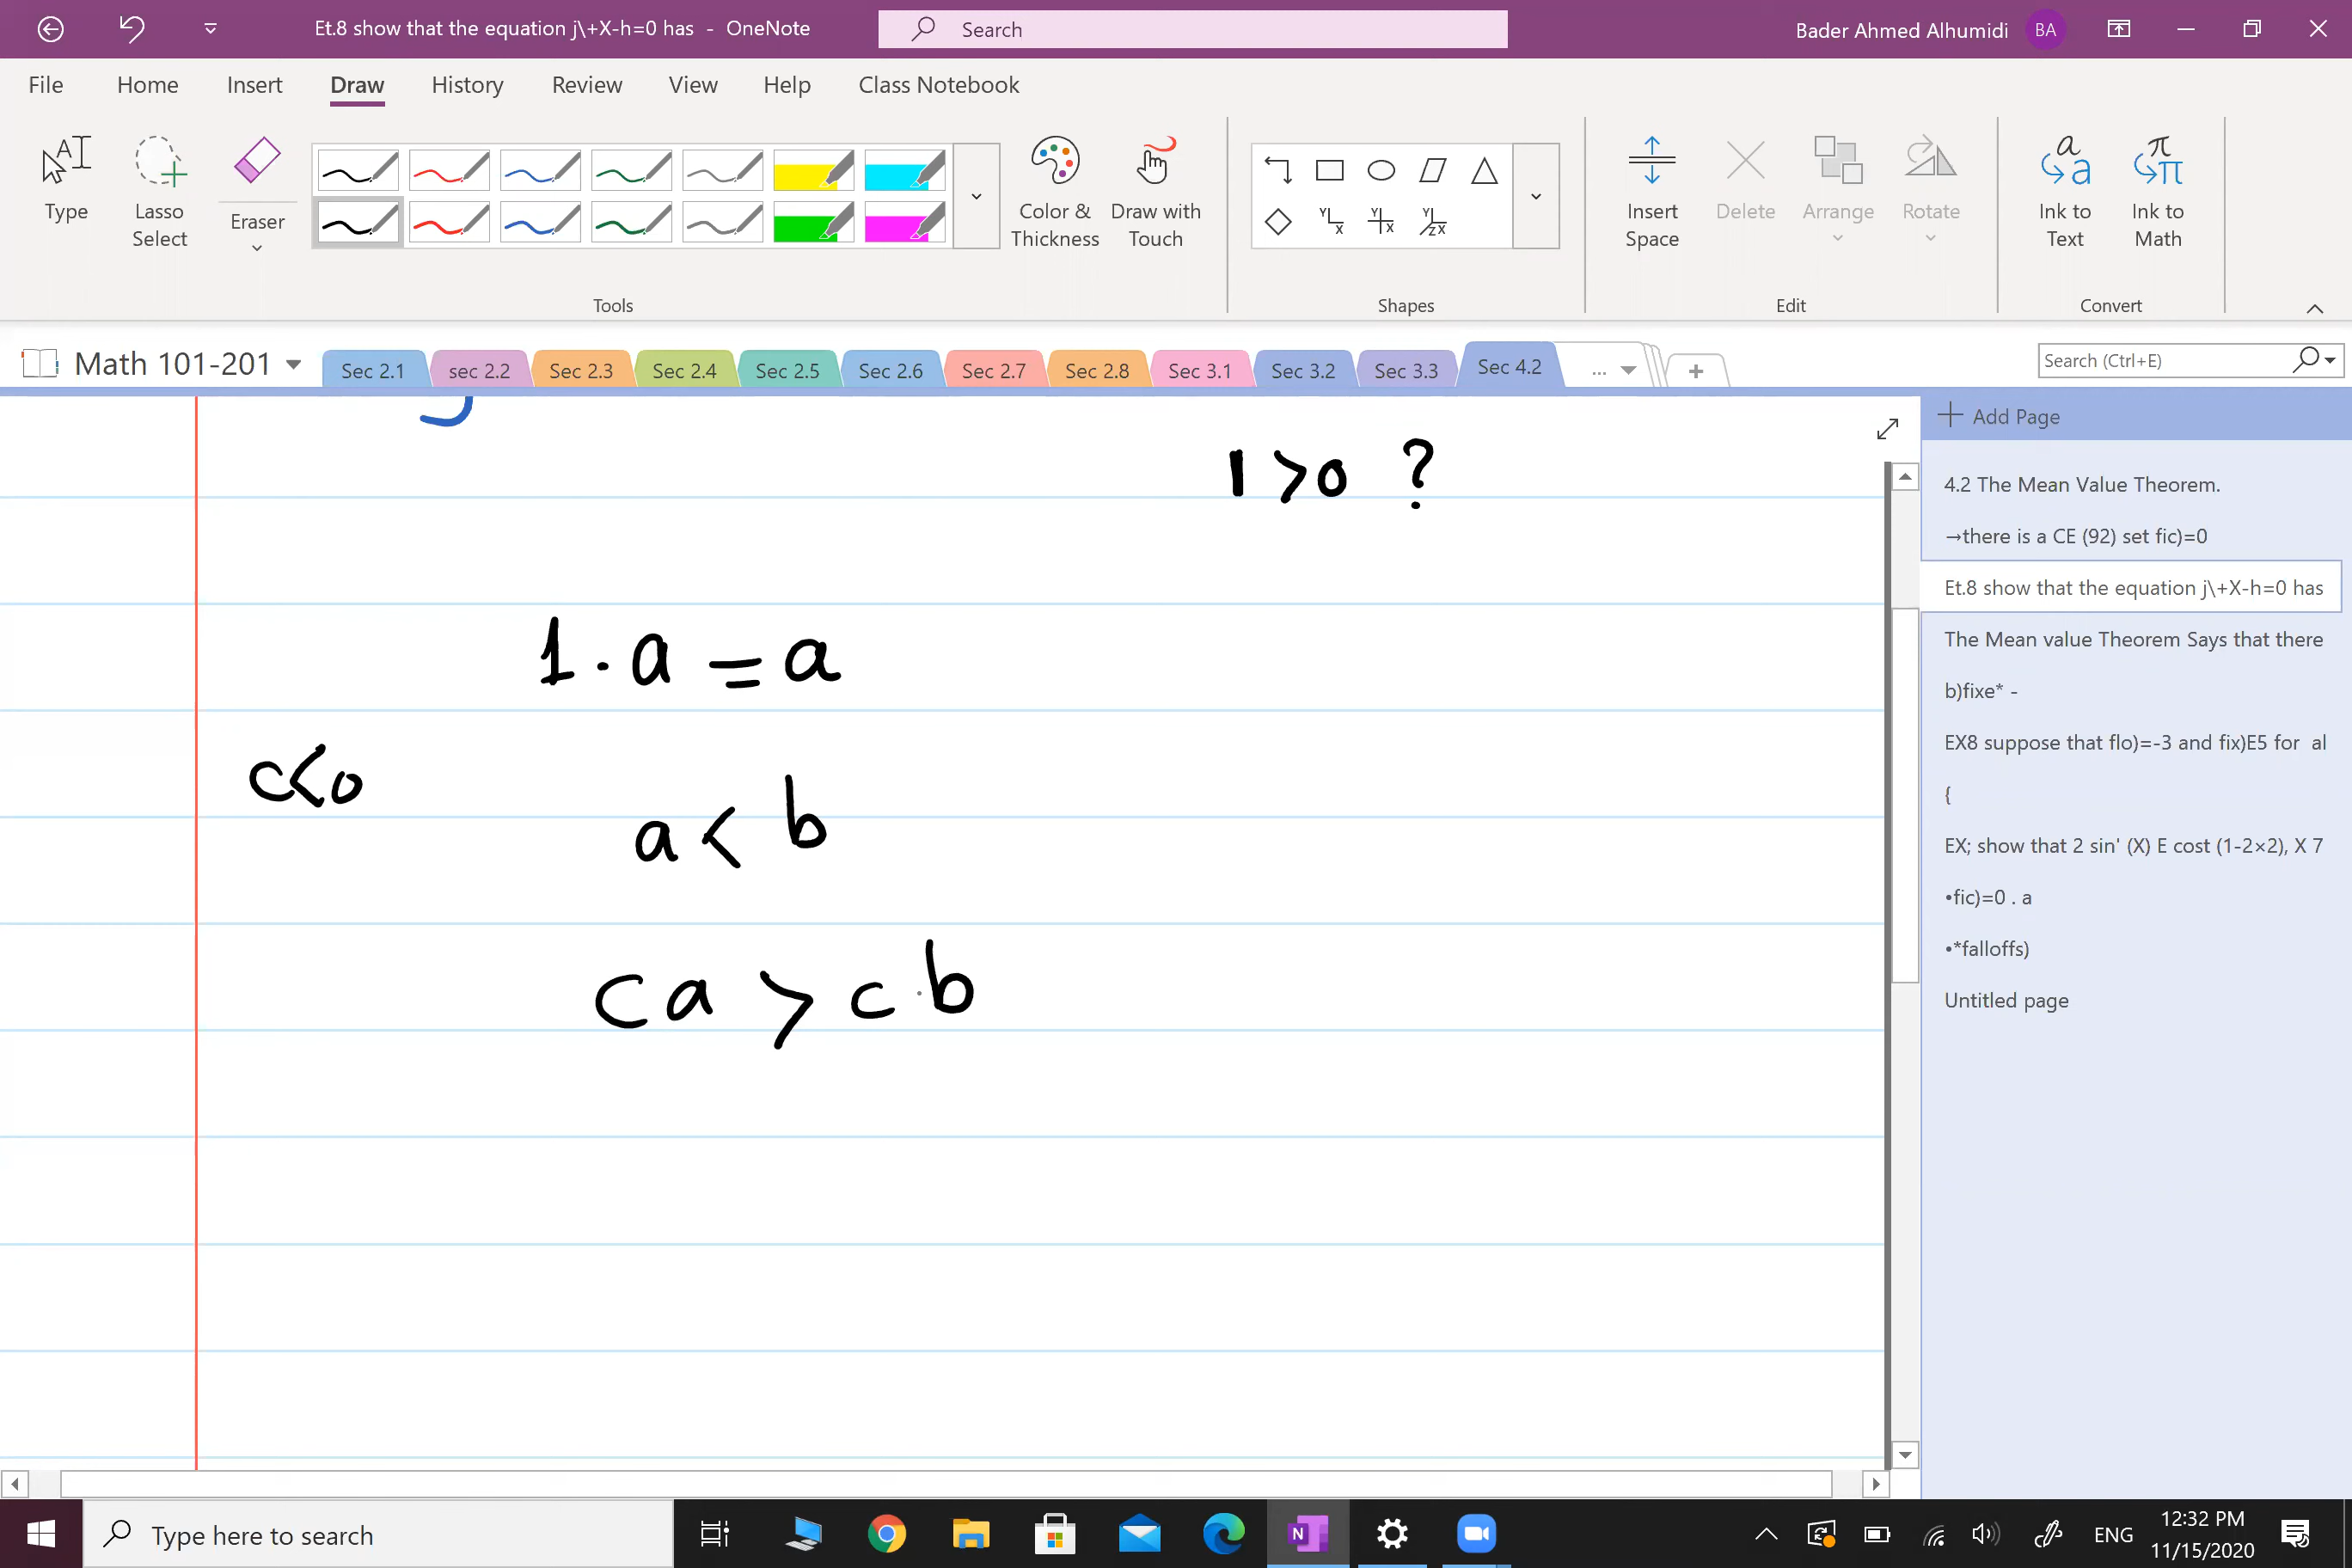 Et.8 show that the equation j\+X-h=0 has - OneNote
Search
Bader Ahmed Alhumidi BA
File Home Insert Draw History Review View Help Class Notebook
Type
Lasso Select
Eraser
Color & Thickness
Draw with Touch
Insert Space
Delete
Arrange
Rotate
Ink to Text
Ink to Math
Tools
Shapes
Edit
Convert
Math 101-201
Sec 2.1 sec 2.2 Sec 2.3 Sec 2.4 Sec 2.5 Sec 2.6 Sec 2.7 Sec 2.8 Sec 3.1 Sec 3.2 Sec 3.3 Sec 4.2 ... +
Search (Ctrl+E)
1 > 0 ?
1 . a = a
c<0
a < b
c a > c b
Add Page
4.2 The Mean Value Theorem.
→there is a CE (92) set fic)=0
Et.8 show that the equation j\+X-h=0 has
The Mean value Theorem Says that there
b)fixe* -
EX8 suppose that flo)=-3 and fix)E5 for al
{
EX; show that 2 sin' (X) E cost (1-2×2), X 7
•fic)=0 . a
•*falloffs)
Untitled page
Type here to search
ENG
12:32 PM
11/15/2020